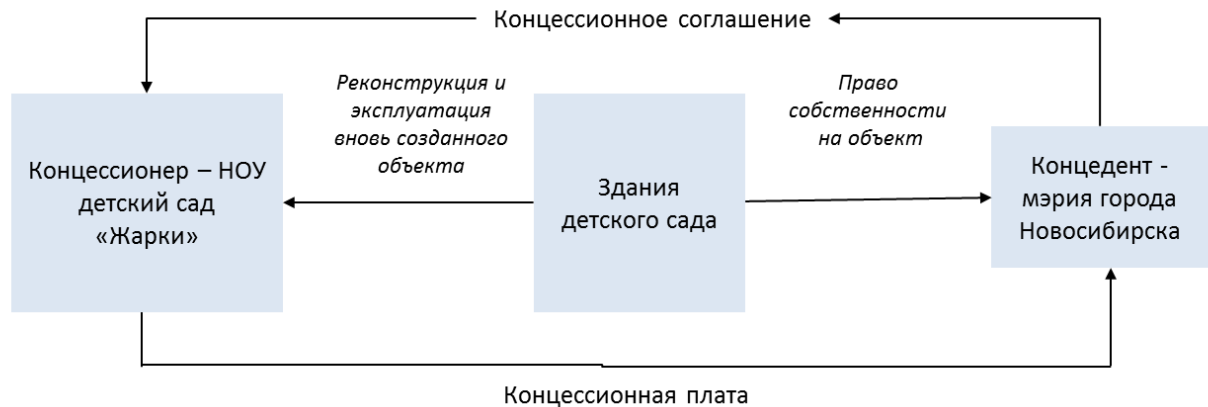 Концессионное соглашение
Реконструкция и
эксплуатация
вновь созданного
объекта
Право
собственности
на объект
Концессионер – НОУ
детский сад
«Жарки»
Здания
детского сада
Концедент -
мэрия города
Новосибирска
Концессионная плата